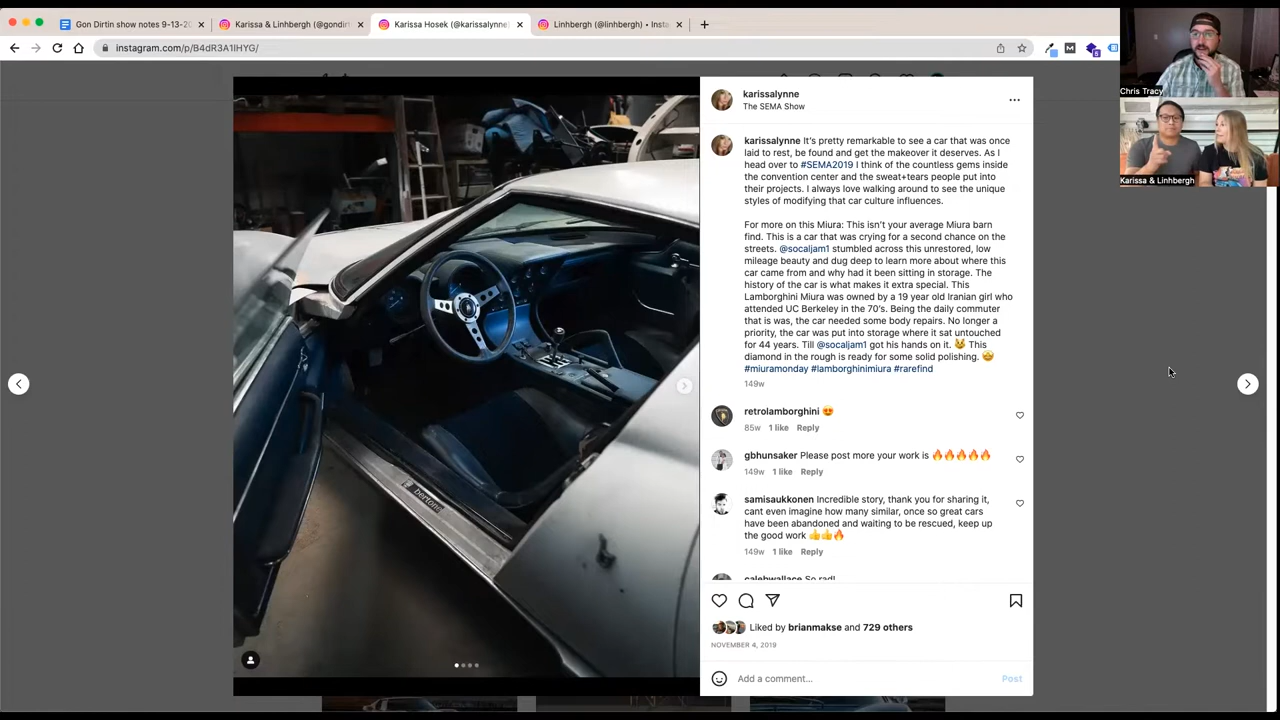 Gon Dirtin show notes 9-13-20
Karissa & Linhbergh (@gondirt
Karissa Hosek (@karissalynne
Linhbergh (@linhbergh) • Insta
instagram.com/p/B4dR3A1IHYG/
Chris Tracy
Karissa & Linhbergh
bertone
karissalynne
The SEMA Show
karissalynne It's pretty remarkable to see a car that was once
laid to rest, be found and get the makeover it deserves. As I
head over to #SEMA2019 I think of the countless gems inside
the convention center and the sweat+tears people put into
their projects. I always love walking around to see the unique
styles of modifying that car culture influences.
For more on this Miura: This isn't your average Miura barn
find. This is a car that was crying for a second chance on the
streets. @socaljam1 stumbled across this unrestored, low
mileage beauty and dug deep to learn more about where this
car came from and why had it been sitting in storage. The
history of the car is what makes it extra special. This
Lamborghini Miura was owned by a 19 year old Iranian girl who
attended UC Berkeley in the 70's. Being the daily commuter
that is was, the car needed some body repairs. No longer a
priority, the car was put into storage where it sat untouched
for 44 years. Till @socaljam1 got his hands on it. 😼 This
diamond in the rough is ready for some solid polishing. 🤩
#miuramonday #lamborghinimiura #rarefind
149w
retrolamborghini 😍
85w 1 like Reply
gbhunsaker Please post more your work is 🔥🔥🔥🔥🔥
149w 1 like Reply
samisaukkonen Incredible story, thank you for sharing it,
cant even imagine how many similar, once so great cars
have been abandoned and waiting to be rescued, keep up
the good work 👍👍🔥
149w 1 like Reply
calebwallace So rad!
Liked by brianmakse and 729 others
NOVEMBER 4, 2019
Add a comment...
Post